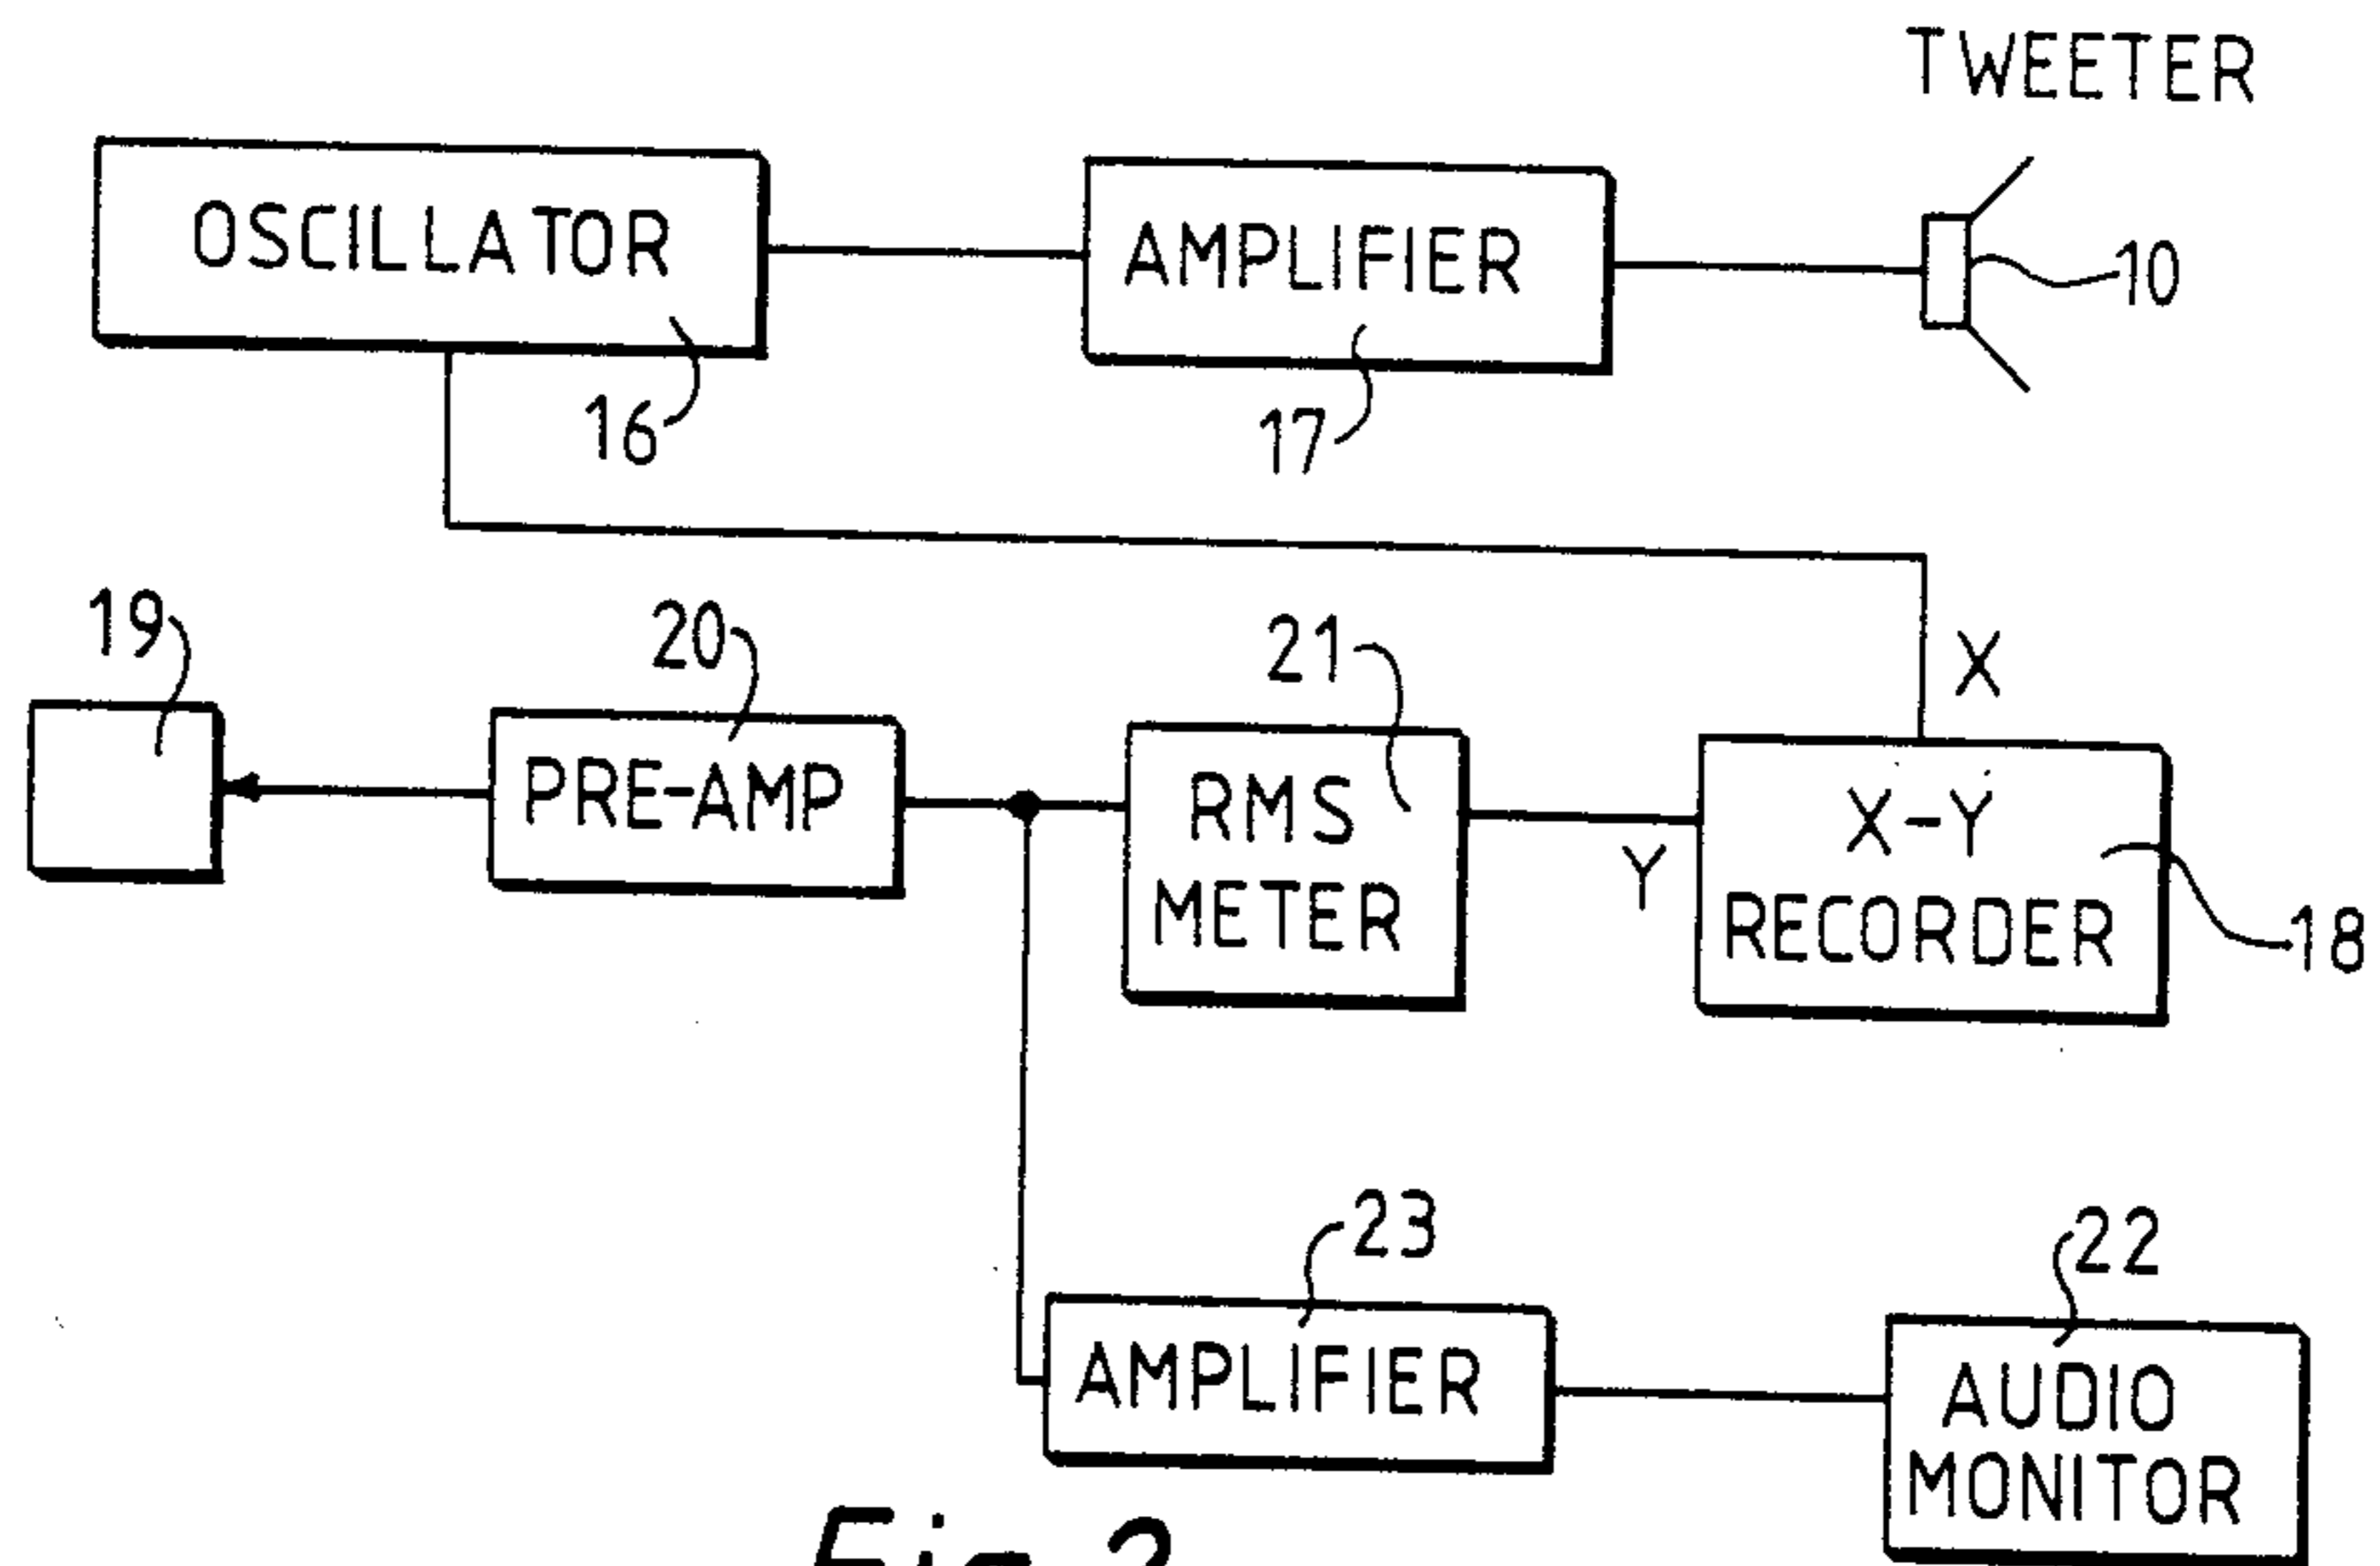 TWEETER
OSCILLATOR
AMPLIFIER
10
16
17
19
20
21
X
PRE-AMP
RMS
METER
Y
X-Y
RECORDER
18
23
22
AMPLIFIER
AUDIO
MONITOR